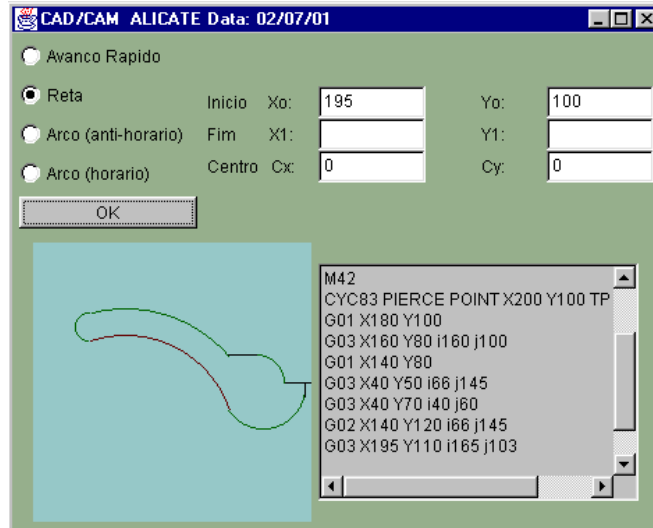 CAD/CAM ALICATE Data: 02/07/01
Avanco Rapido
Reta
Inicio Xo: 195 Yo: 100
Arco (anti-horario) Fim X1: Y1:
Arco (horario) Centro Cx: 0 Cy: 0
OK
M42
CYC83 PIERCE POINT X200 Y100 TP
G01 X180 Y100
G03 X160 Y80 i160 j100
G01 X140 Y80
G03 X40 Y50 i66 j145
G03 X40 Y70 i40 j60
G02 X140 Y120 i66 j145
G03 X195 Y110 i165 j103